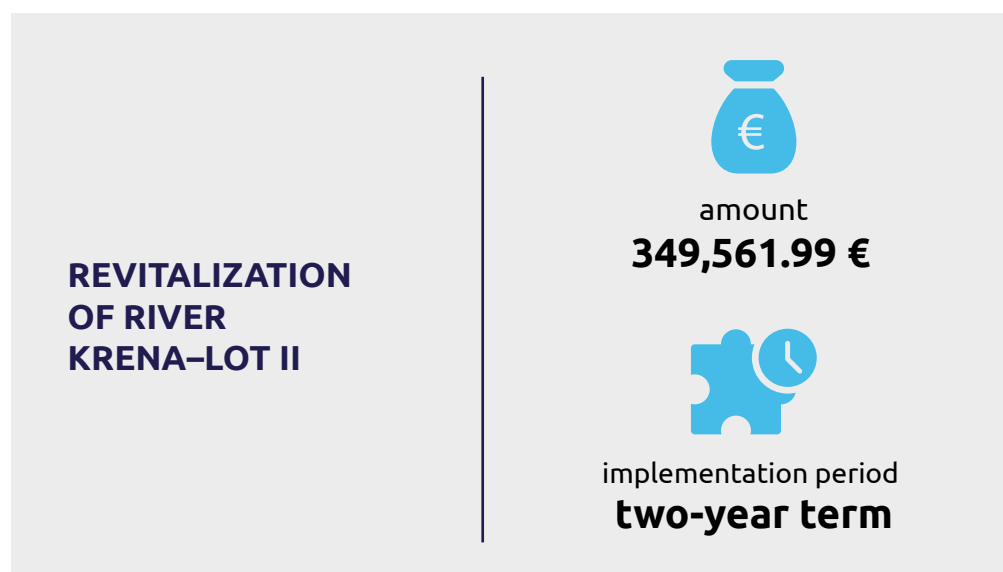 REVITALIZATION
OF RIVER
KRENA–LOT II
€
amount
349,561.99 €
implementation period
two-year term